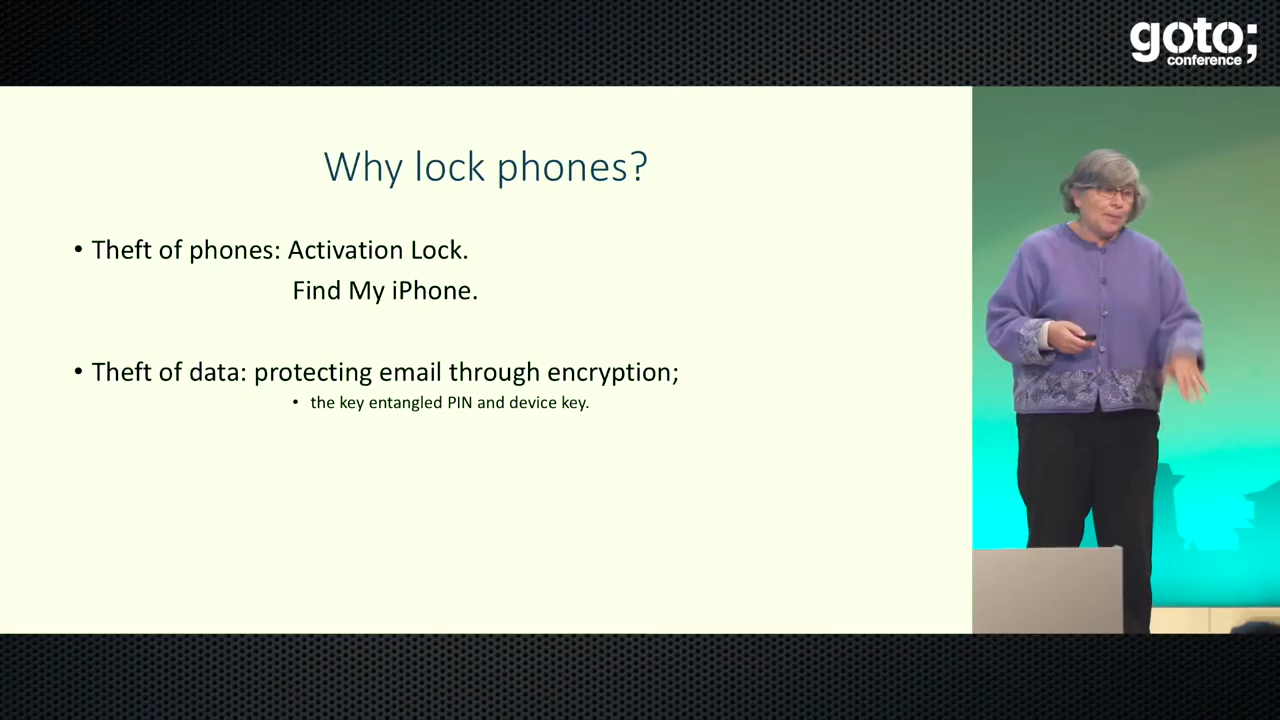 goto;
conference
Why lock phones?
• Theft of phones: Activation Lock.
Find My iPhone.
• Theft of data: protecting email through encryption;
• the key entangled PIN and device key.